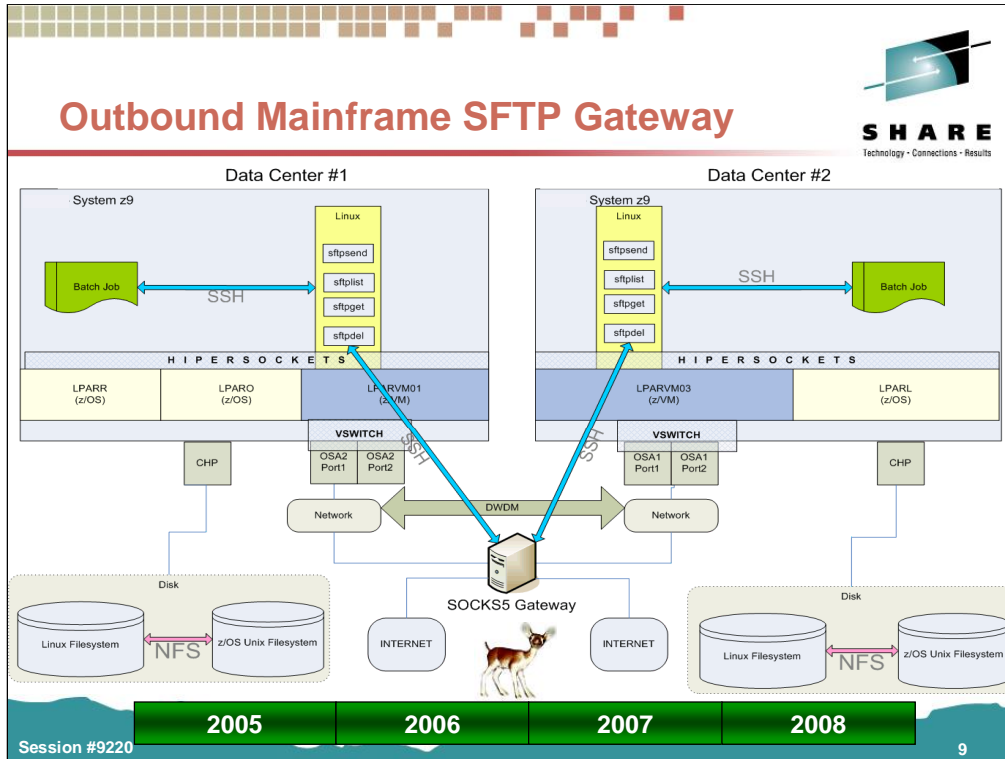 Outbound Mainframe SFTP Gateway
S H A R E
Technology • Connections • Results
Data Center #1
System z9
Linux
sftpsend
sftplist
sftpget
sftpdel
Batch Job
SSH
H I P E R S O C K E T S
LPARR
(z/OS)
LPARO
(z/OS)
LPARVM01
(z/VM)
VSWITCH
CHP
OSA2
Port1
OSA2
Port2
SSH
Network
Disk
Linux Filesystem
NFS
z/OS Unix Filesystem
Data Center #2
System z9
Linux
sftpsend
sftplist
sftpget
sftpdel
SSH
Batch Job
H I P E R S O C K E T S
LPARVM03
(z/VM)
LPARL
(z/OS)
VSWITCH
SSH
OSA1
Port1
OSA1
Port2
CHP
DWDM
Network
SOCKS5 Gateway
INTERNET
INTERNET
Disk
Linux Filesystem
NFS
z/OS Unix Filesystem
2005
2006
2007
2008
Session #9220
9